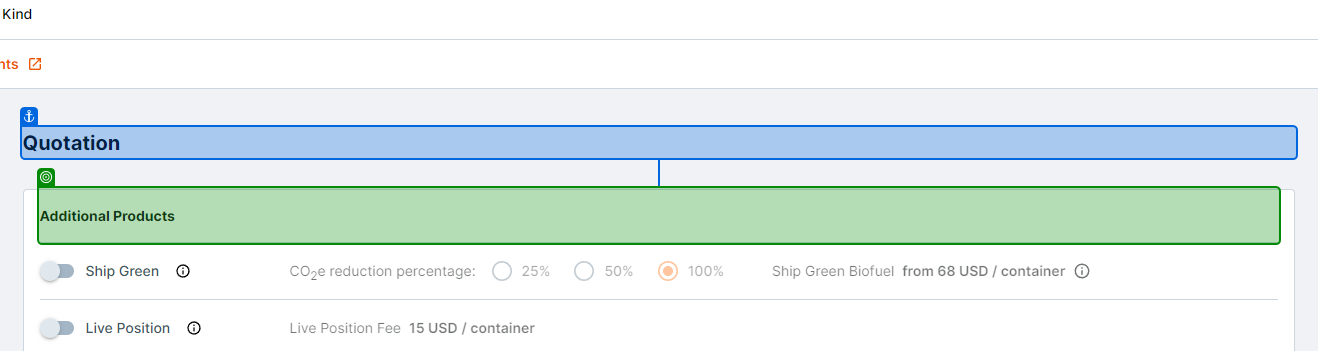 Kind
nts
Quotation
Additional Products
Ship Green CO2e reduction percentage: 25% 50% 100% Ship Green Biofuel from 68 USD / container
Live Position Live Position Fee 15 USD / container